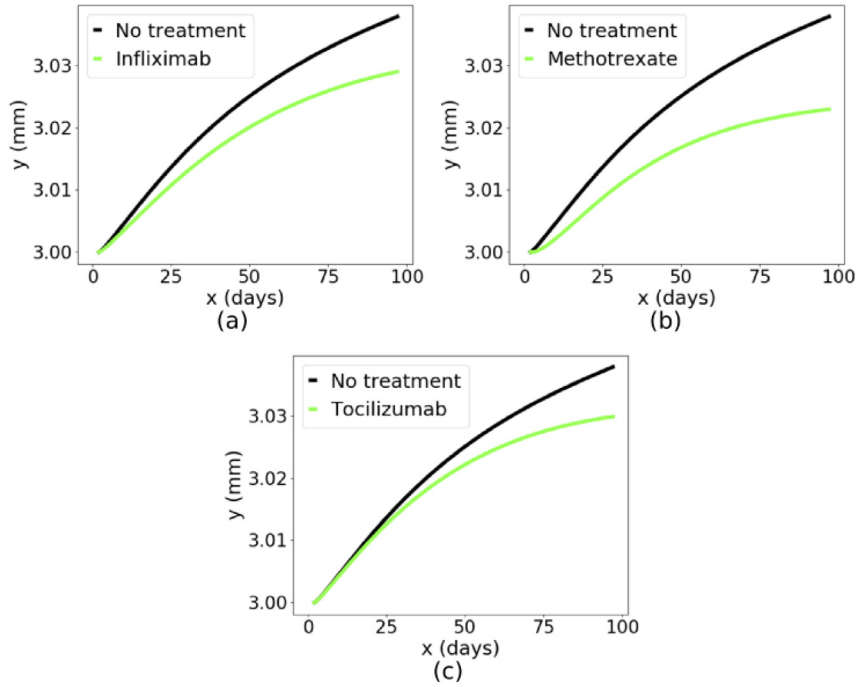 No treatment
Infliximab
3.03
3.02
3.01
3.00
y (mm)
0 25 50 75 100
x (days)
(a)
No treatment
Methotrexate
3.03
3.02
3.01
3.00
y (mm)
0 25 50 75 100
x (days)
(b)
No treatment
Tocilizumab
3.03
3.02
3.01
3.00
y (mm)
0 25 50 75 100
x (days)
(c)